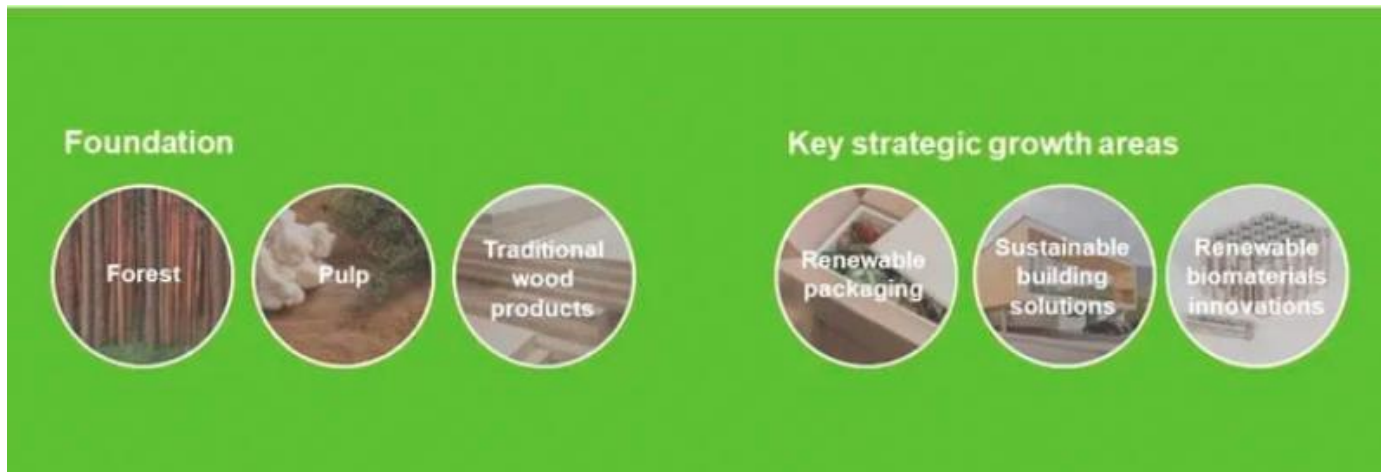 Foundation
Key strategic growth areas
Forest
Pulp
Traditional
wood
products
Renewable
packaging
Sustainable
building
solutions
Renewable
biomaterials
innovations